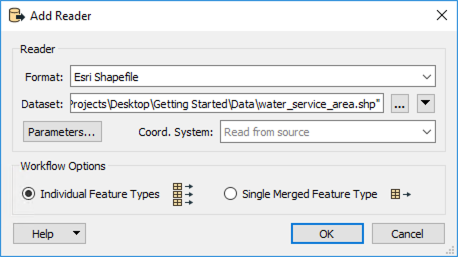 Add Reader
Reader
Format: Esri Shapefile
Dataset: Projects\Desktop\Getting Started\Data\water_service_area.shp" ...
Parameters... Coord. System: Read from source
Workflow Options
Individual Feature Types Single Merged Feature Type
Help OK Cancel